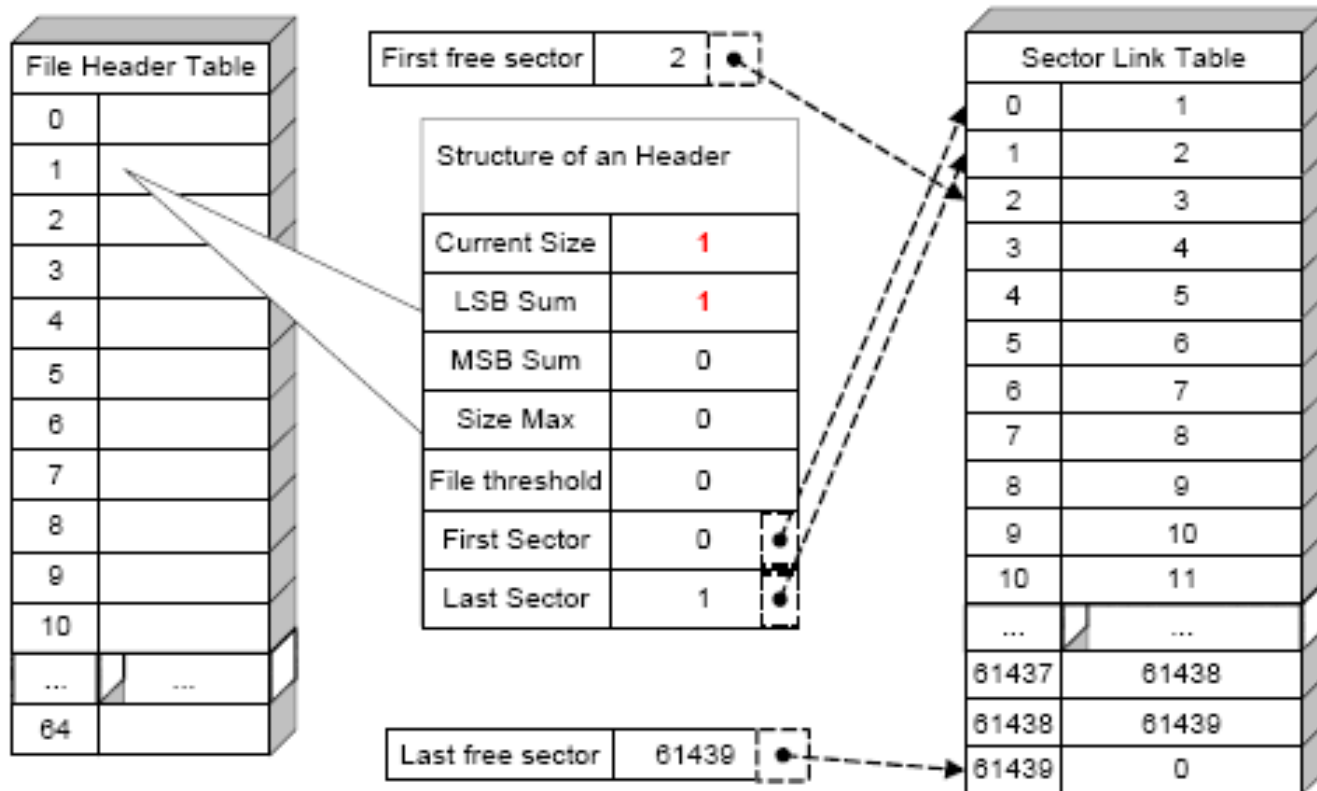 File Header Table
0
1
2
3
4
5
6
7
8
9
10
... ...
64
First free sector 2
Structure of an Header
Current Size 1
LSB Sum 1
MSB Sum 0
Size Max 0
File threshold 0
First Sector 0
Last Sector 1
Last free sector 61439
Sector Link Table
0 1
1 2
2 3
3 4
4 5
5 6
6 7
7 8
8 9
9 10
10 11
... ...
61437 61438
61438 61439
61439 0